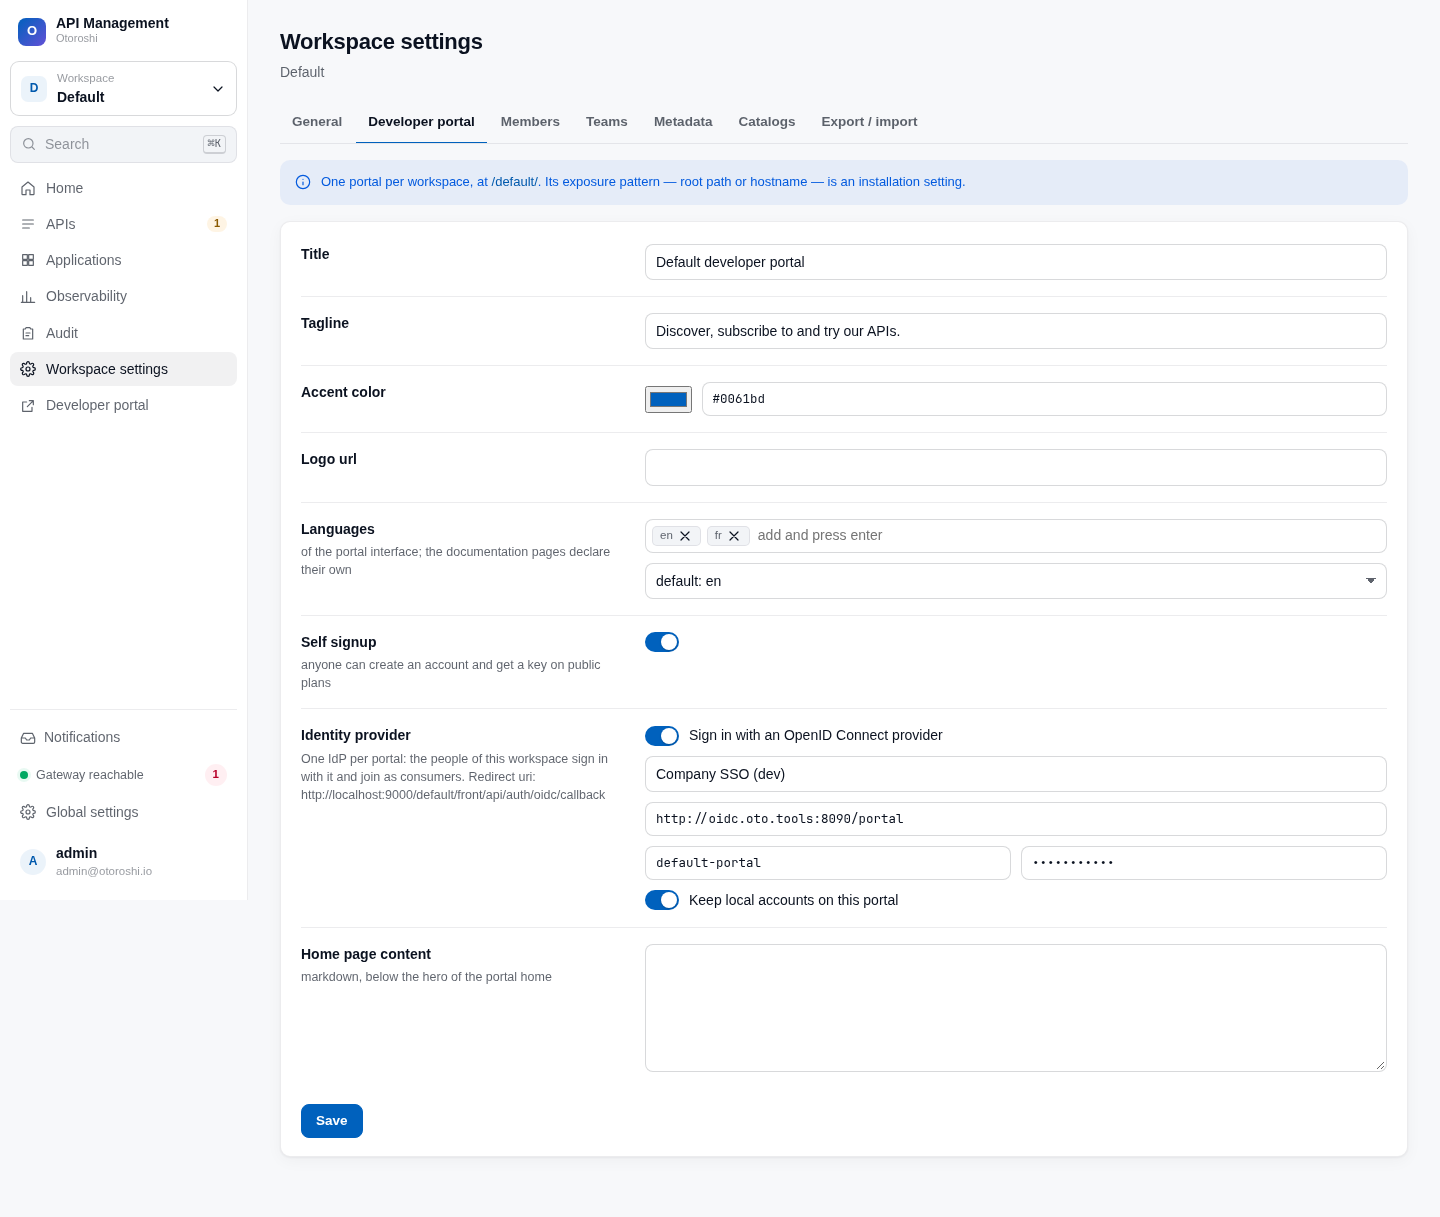 O
API Management
Otoroshi
D
Workspace
Default
Search
⌘K
Home
APIs
1
Applications
Observability
Audit
Workspace settings
Developer portal
Notifications
Gateway reachable
1
Global settings
A
admin
admin@otoroshi.io
Workspace settings
Default
General
Developer portal
Members
Teams
Metadata
Catalogs
Export / import
One portal per workspace, at /default/. Its exposure pattern — root path or hostname — is an installation setting.
Title
Default developer portal
Tagline
Discover, subscribe to and try our APIs.
Accent color
#0061bd
Logo url
Languages
of the portal interface; the documentation pages declare
their own
en
fr
add and press enter
default: en
Self signup
anyone can create an account and get a key on public
plans
Identity provider
One IdP per portal: the people of this workspace sign in
with it and join as consumers. Redirect uri:
http://localhost:9000/default/front/api/auth/oidc/callback
Sign in with an OpenID Connect provider
Company SSO (dev)
http://oidc.oto.tools:8090/portal
default-portal
•••••••••••
Keep local accounts on this portal
Home page content
markdown, below the hero of the portal home
Save